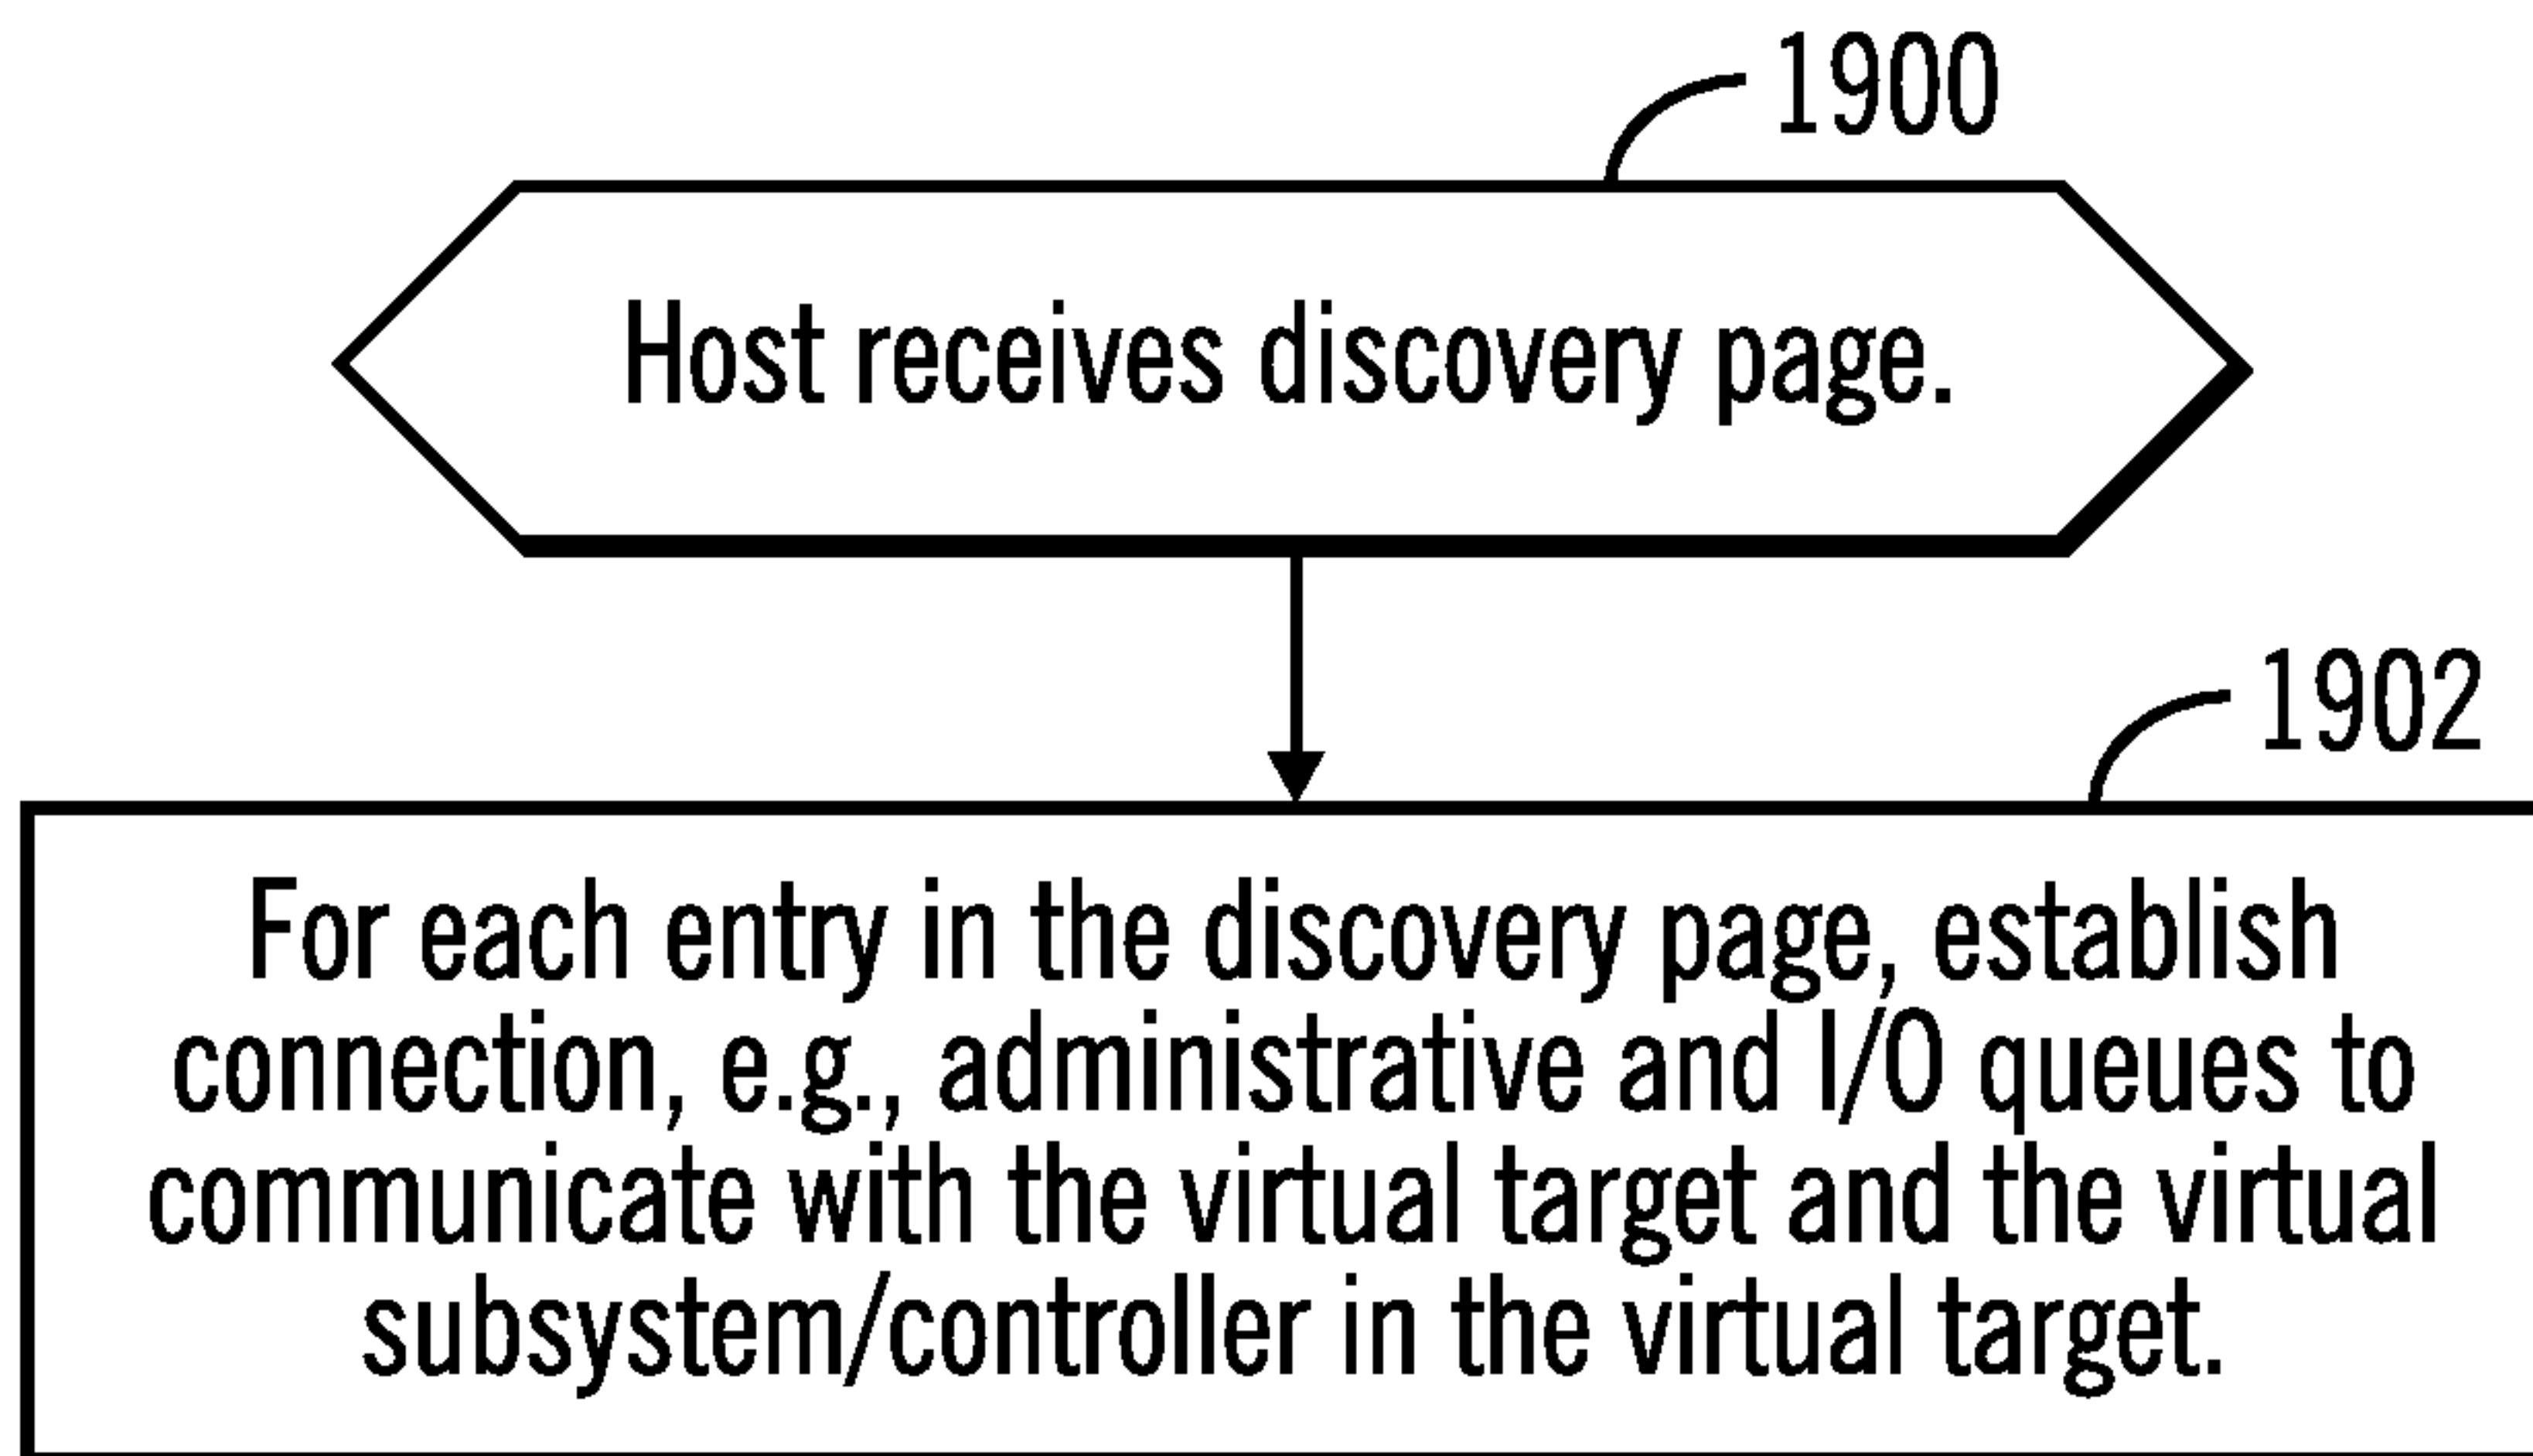 1900
Host receives discovery page.
1902
For each entry in the discovery page, establish
connection, e.g., administrative and I/O queues to
communicate with the virtual target and the virtual
subsystem/controller in the virtual target.